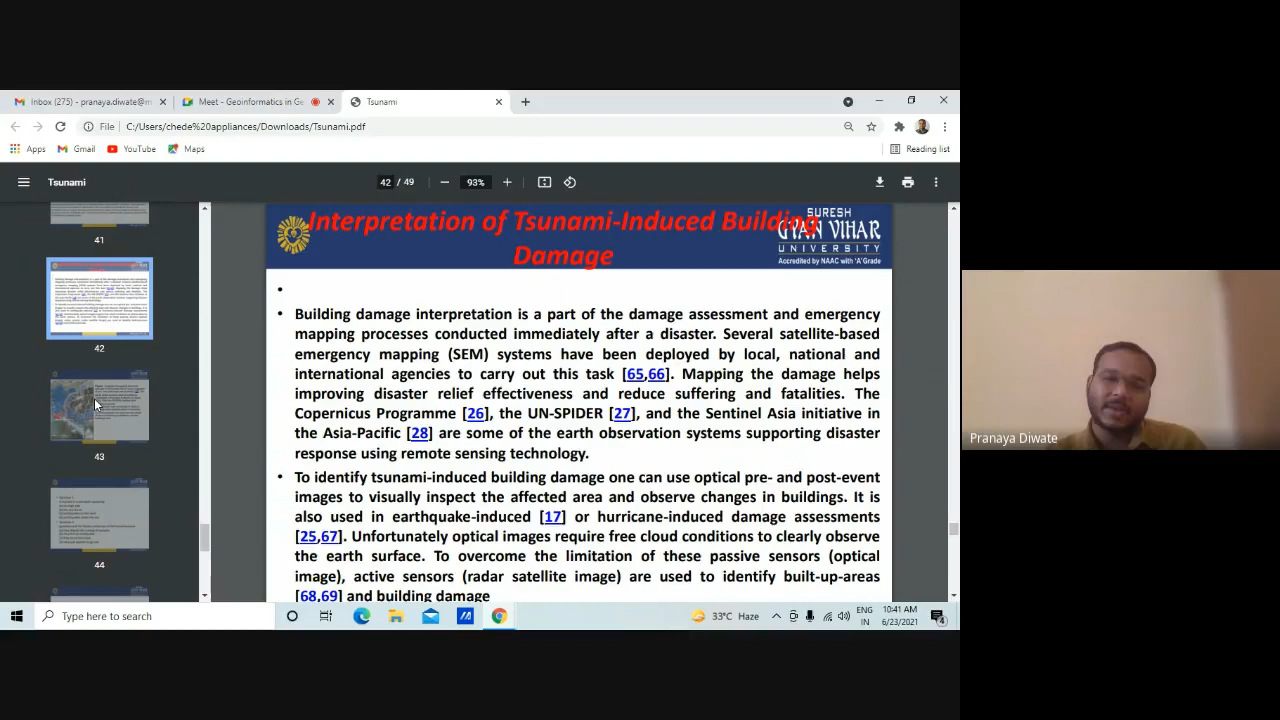 Inbox (275) - pranaya.diwate@m
Meet - Geoinformatics in Ge
Tsunami
File
C:/Users/chede%20appliances/Downloads/Tsunami.pdf
Apps
Gmail
YouTube
Maps
Reading list
Tsunami
42 / 49
93%
41
42
43
44
Interpretation of Tsunami-Induced Building
Damage
SURESH
GYAN VIHAR
UNIVERSITY
Accredited by NAAC with 'A' Grade
•
• Building damage interpretation is a part of the damage assessment and emergency
mapping processes conducted immediately after a disaster. Several satellite-based
emergency mapping (SEM) systems have been deployed by local, national and
international agencies to carry out this task [65,66]. Mapping the damage helps
improving disaster relief effectiveness and reduce suffering and fatalities. The
Copernicus Programme [26], the UN-SPIDER [27], and the Sentinel Asia initiative in
the Asia-Pacific [28] are some of the earth observation systems supporting disaster
response using remote sensing technology.
• To identify tsunami-induced building damage one can use optical pre- and post-event
images to visually inspect the effected area and observe changes in buildings. It is
also used in earthquake-induced [17] or hurricane-induced damage assessments
[25,67]. Unfortunately optical images require free cloud conditions to clearly observe
the earth surface. To overcome the limitation of these passive sensors (optical
image), active sensors (radar satellite image) are used to identify built-up-areas
[68,69] and building damage
Pranaya Diwate
Type here to search
33°C Haze
ENG
IN
10:41 AM
6/23/2021
4